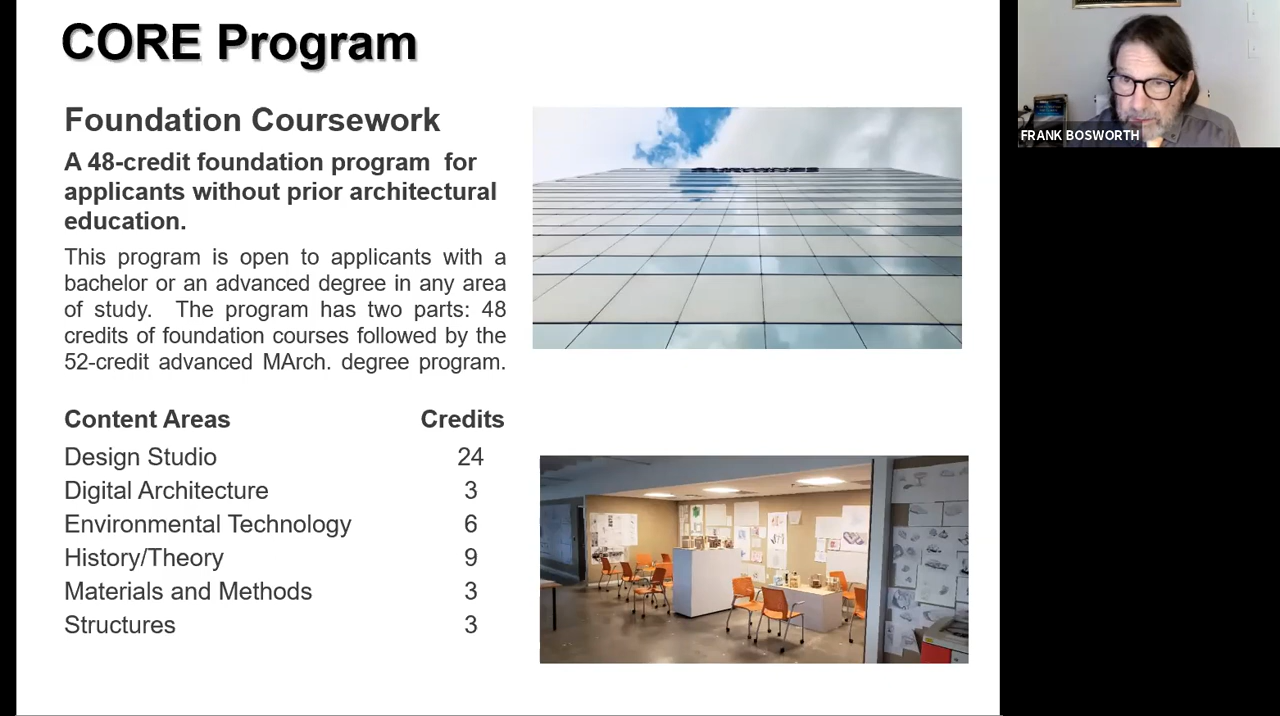 CORE Program
Foundation Coursework
A 48-credit foundation program for
applicants without prior architectural
education.
This program is open to applicants with a
bachelor or an advanced degree in any area
of study. The program has two parts: 48
credits of foundation courses followed by the
52-credit advanced MArch. degree program.
Content Areas Credits
Design Studio 24
Digital Architecture 3
Environmental Technology 6
History/Theory 9
Materials and Methods 3
Structures 3
FRANK BOSWORTH